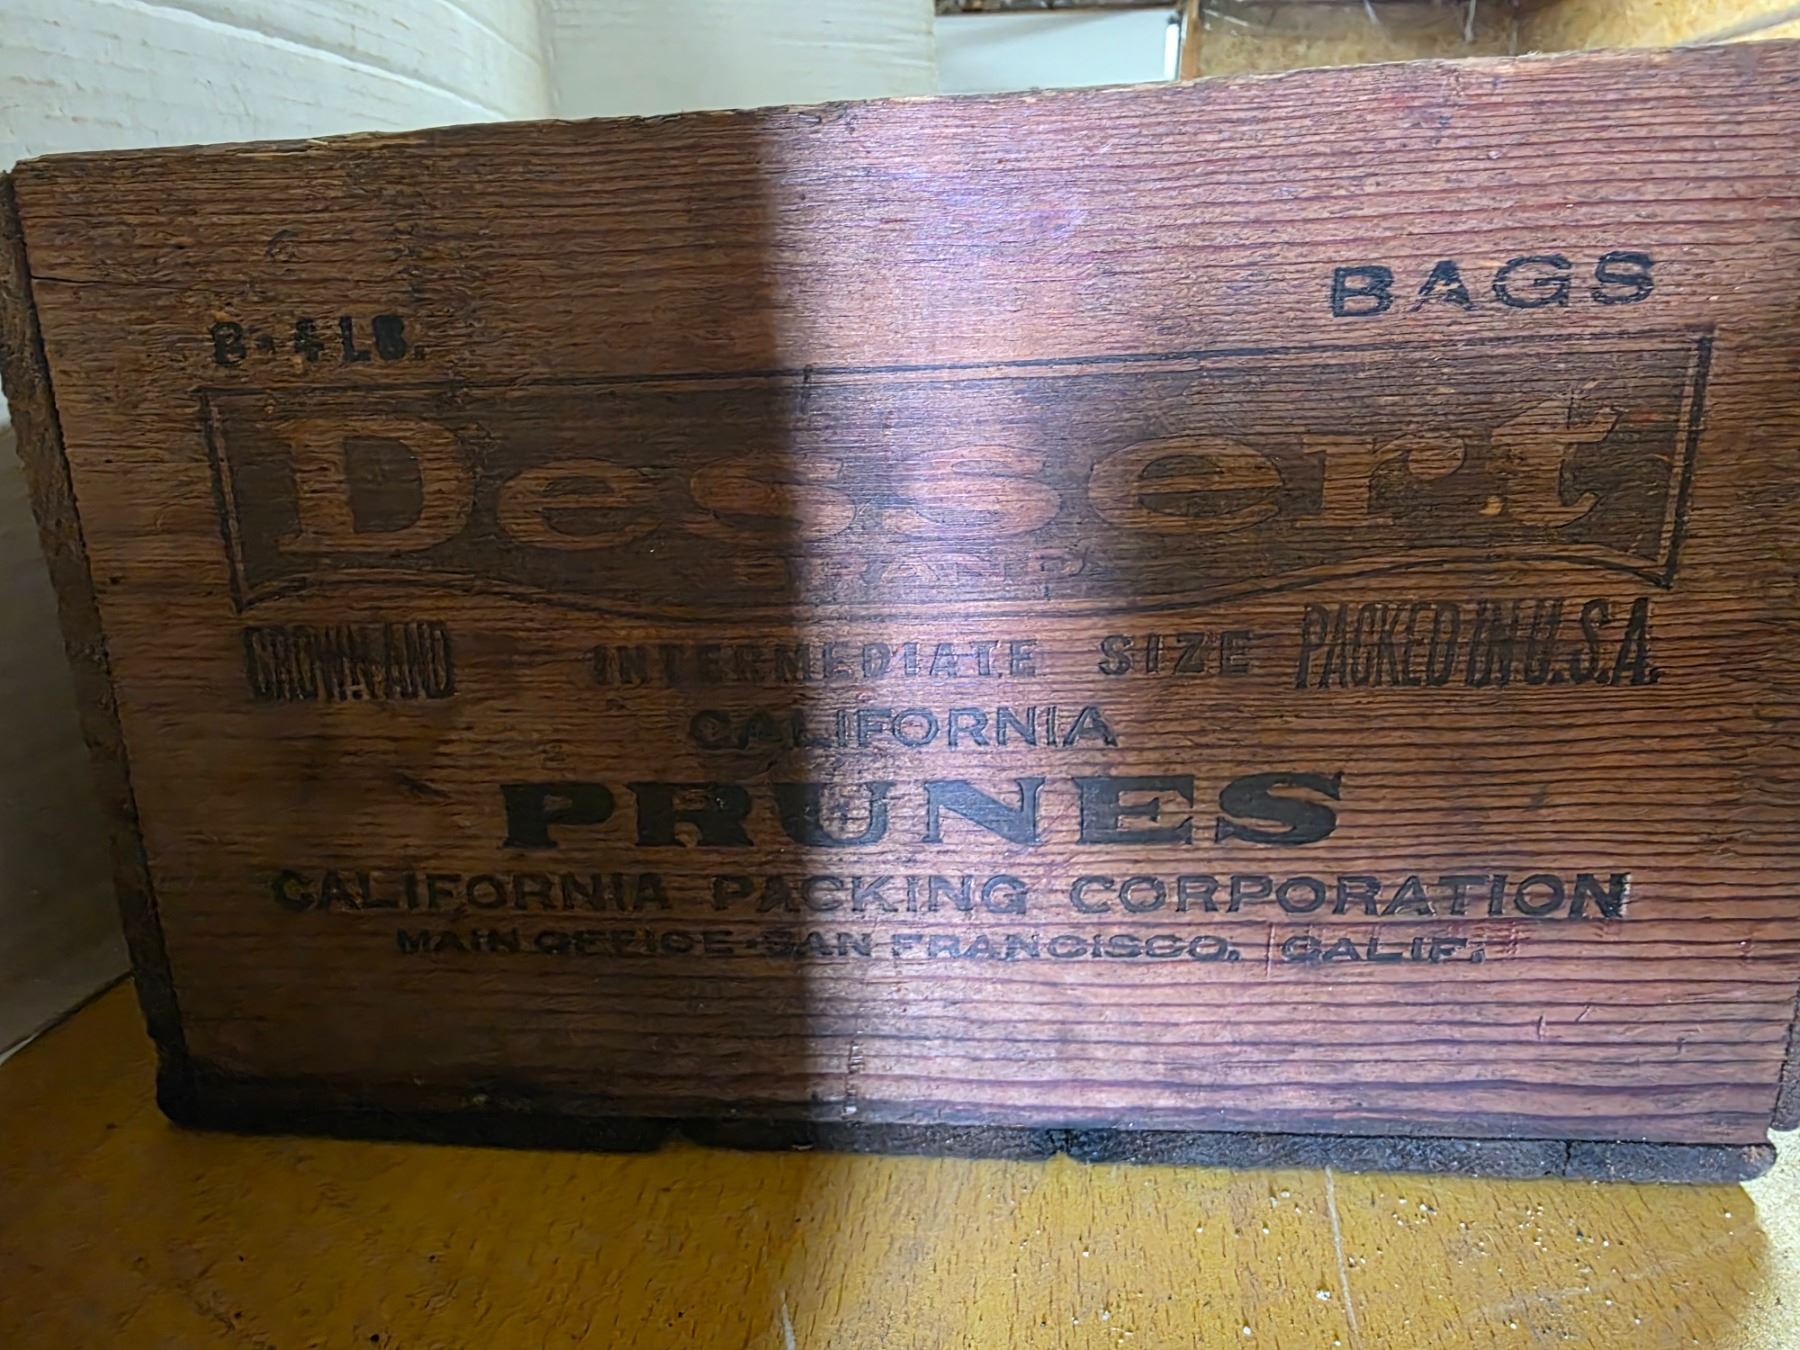 BAGS
8-4 LB.
Dessert
BRAND
GROWN AND INTERMEDIATE SIZE PACKED IN U.S.A.
CALIFORNIA
PRUNES
CALIFORNIA PACKING CORPORATION
MAIN OFFICE·SAN FRANCISCO, CALIF.